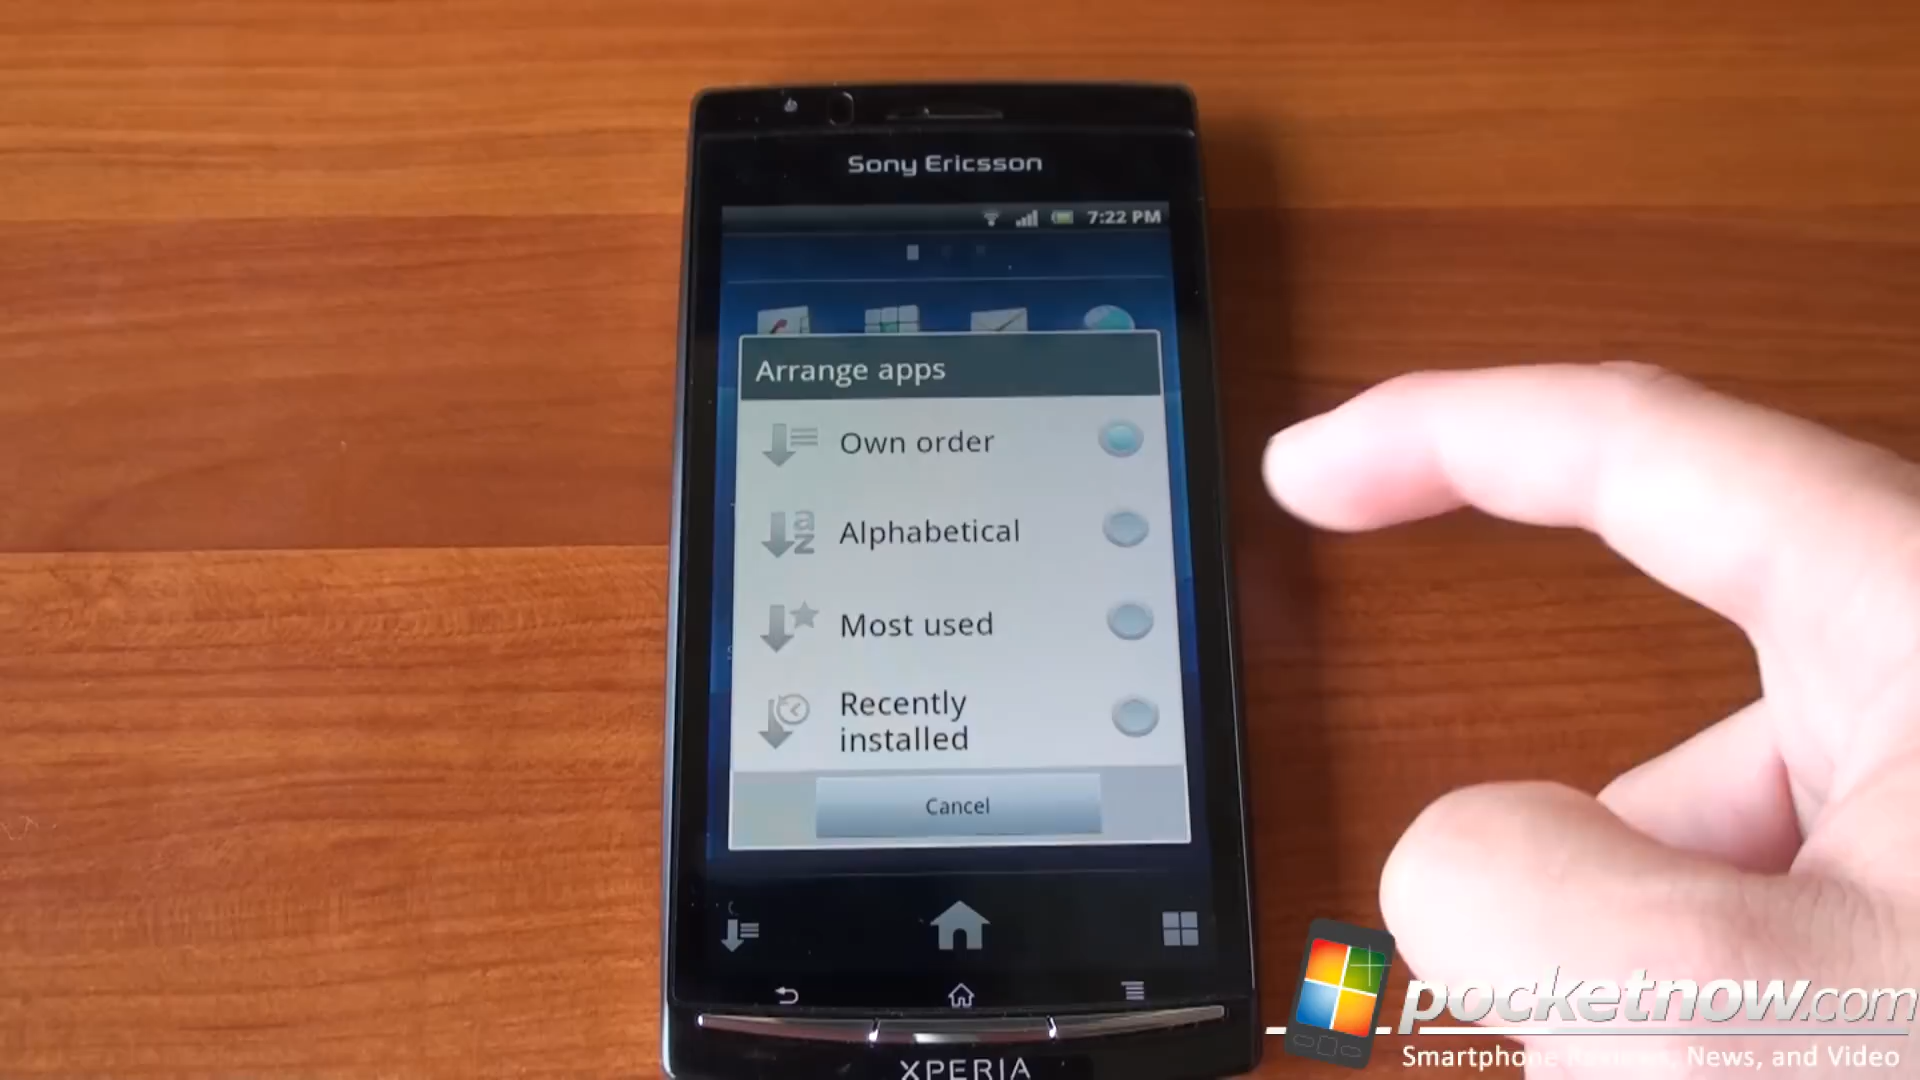 Sony Ericsson
7:22 PM
Arrange apps
Own order
Alphabetical
Most used
Recently
installed
Cancel
XPERIA
pocketnow.com
Smartphone Reviews, News, and Video